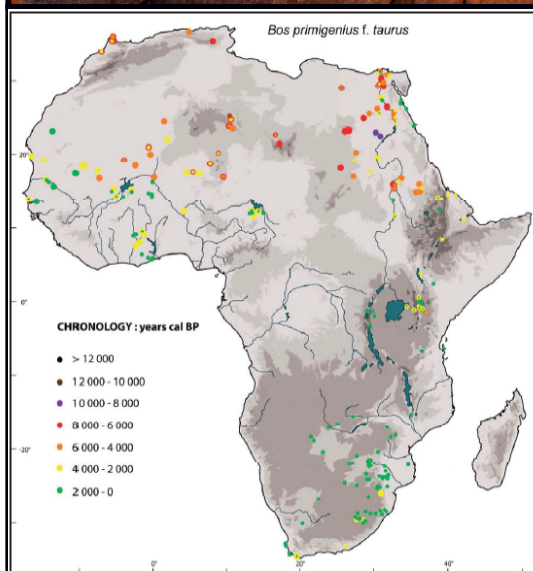 Bos primigenius f. taurus
20°
0°
CHRONOLOGY : years cal BP
> 12 000
12 000 - 10 000
10 000 - 8 000
8 000 - 6 000
6 000 - 4 000
4 000 - 2 000
2 000 - 0
20°
20° 0° 20° 40°